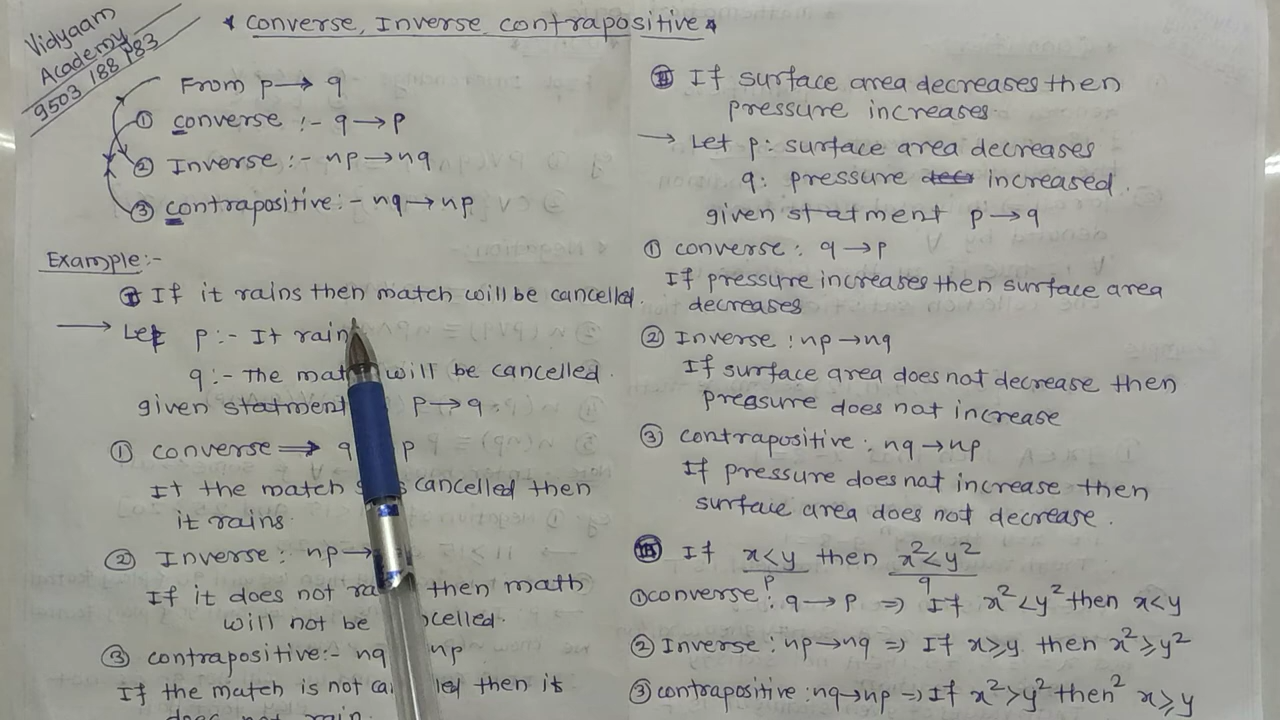 Vidyaam
Academy
9503 188 183
* Converse, Inverse contrapositive *
From p → q
① converse :- q → p
② Inverse :- ~p → ~q
③ contrapositive :- ~q → ~p
Example:-
I If it rains then match will be cancelled.
→ Let p :- It rain
q :- The mat will be cancelled.
given statment p → q.
① converse ⟹ q p
If the match cancelled then
it rains.
② Inverse : ~p →
If it does not ra then math
will not be celled.
③ contrapositive:- ~q ~p
If the match is not ca led then it
does not rain.
II If surface area decreases then
pressure increases.
→ Let p : surface area decreases
q : pressure increased.
given statment p → q
① converse : q → p
If pressure increases then surface area
decreases
② Inverse : ~p → ~q
If surface area does not decrease then
pressure does not increase
③ contrapositive : ~q → ~p
If pressure does not increase then
surface area does not decrease.
III If x<y then x²<y²
p q
① converse : q → p ⇒ If x²<y² then x<y
② Inverse : ~p → ~q ⇒ If x≥y then x²≥y²
③ contrapositive : ~q → ~p ⇒ If x²>y² then² x≥y